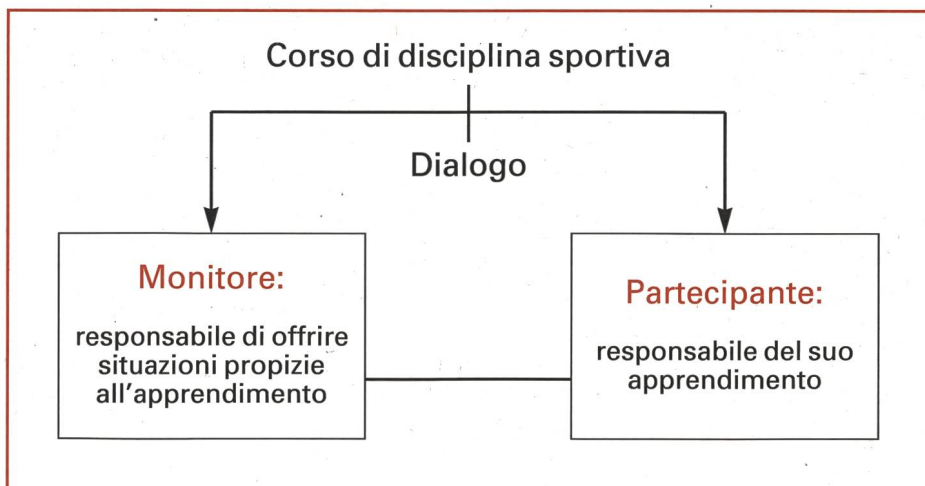 Corso di disciplina sportiva
Dialogo
Monitore:
responsabile di offrire
situazioni propizie
all'apprendimento
Partecipante:
responsabile del suo
apprendimento